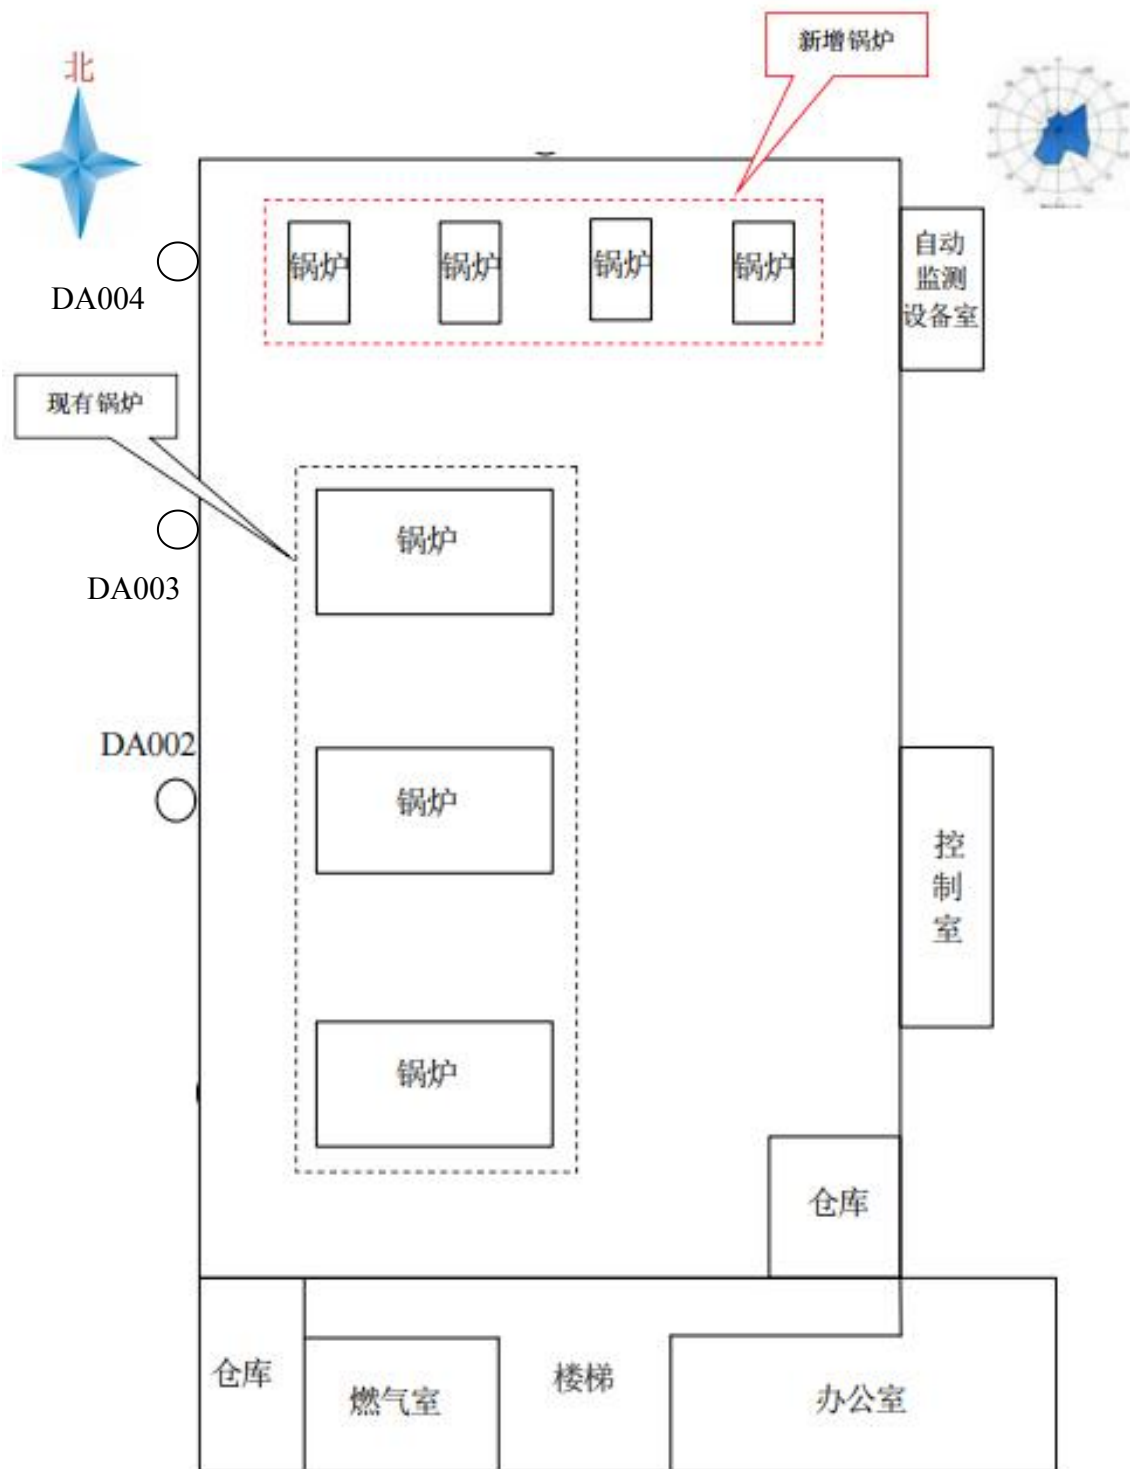 新增锅炉
北
锅炉
锅炉
锅炉
锅炉
自动
监测
设备室
DA004
现有锅炉
锅炉
DA003
DA002
锅炉
控
制
室
锅炉
仓库
仓库
燃气室
楼梯
办公室